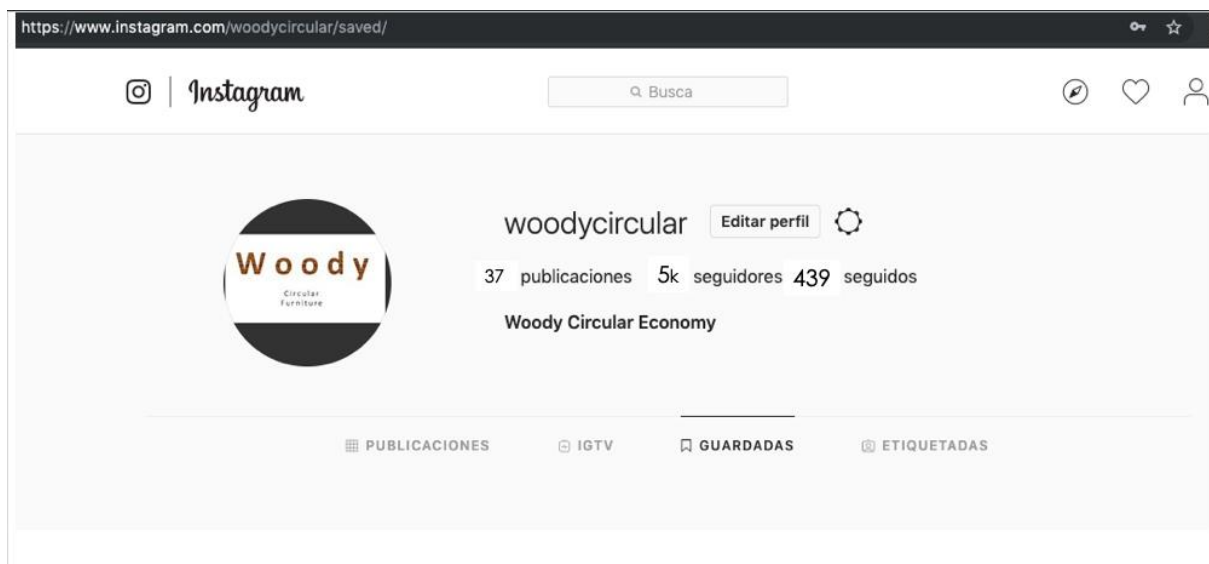 https://www.instagram.com/woodycircular/saved/
Instagram
Busca
woodycircular Editar perfil
Woody
Circular
Furniture
37 publicaciones 5k seguidores 439 seguidos
Woody Circular Economy
PUBLICACIONES IGTV GUARDADAS ETIQUETADAS